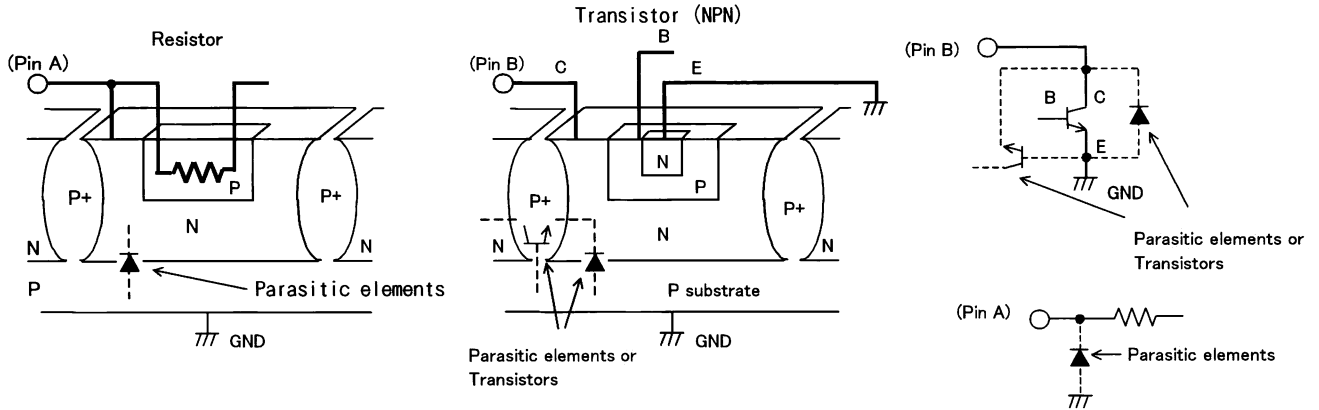 Resistor
(Pin A)
P+
P
N
P+
N
N
P
Parasitic elements
GND
Transistor (NPN)
B
(Pin B)
C
E
N
P
P+
P+
N
N
N
P substrate
GND
Parasitic elements or
Transistors
(Pin B)
B
C
E
GND
Parasitic elements or
Transistors
(Pin A)
Parasitic elements